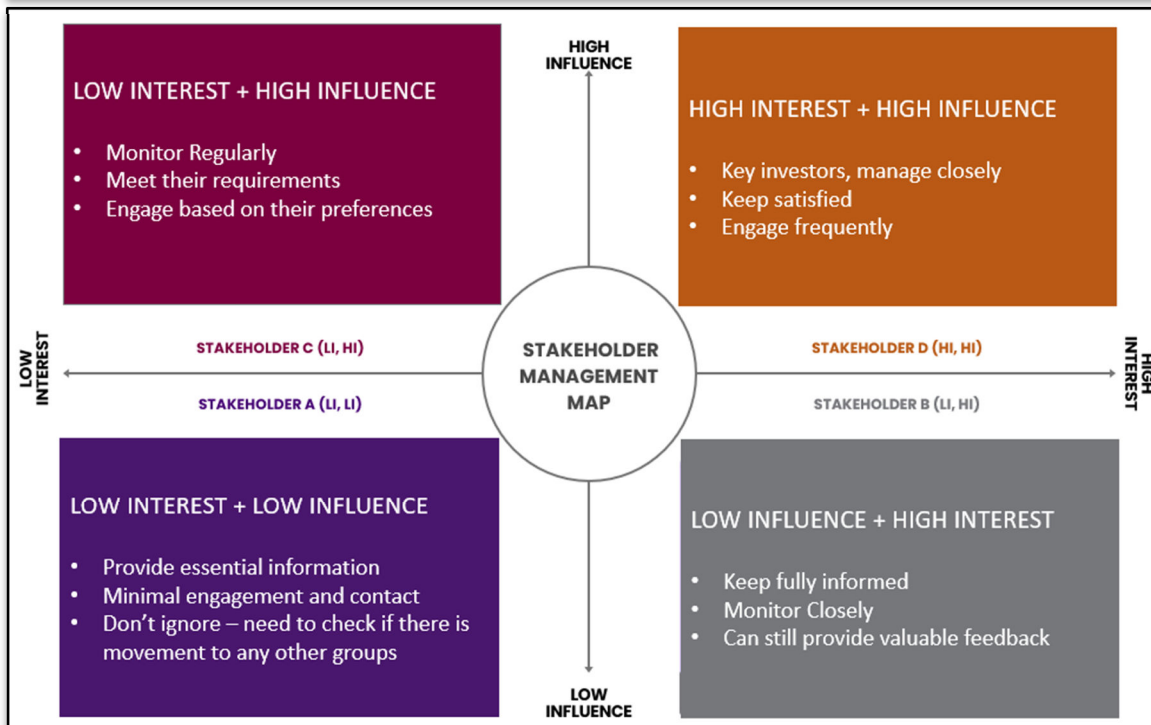 HIGH
INFLUENCE
LOW INTEREST + HIGH INFLUENCE
• Monitor Regularly
• Meet their requirements
• Engage based on their preferences
HIGH INTEREST + HIGH INFLUENCE
• Key investors, manage closely
• Keep satisfied
• Engage frequently
LOW
INTEREST
STAKEHOLDER C (LI, HI)
STAKEHOLDER A (LI, LI)
STAKEHOLDER
MANAGEMENT
MAP
STAKEHOLDER D (HI, HI)
STAKEHOLDER B (LI, HI)
HIGH
INTEREST
LOW INTEREST + LOW INFLUENCE
• Provide essential information
• Minimal engagement and contact
• Don’t ignore – need to check if there is
movement to any other groups
LOW INFLUENCE + HIGH INTEREST
• Keep fully informed
• Monitor Closely
• Can still provide valuable feedback
LOW
INFLUENCE